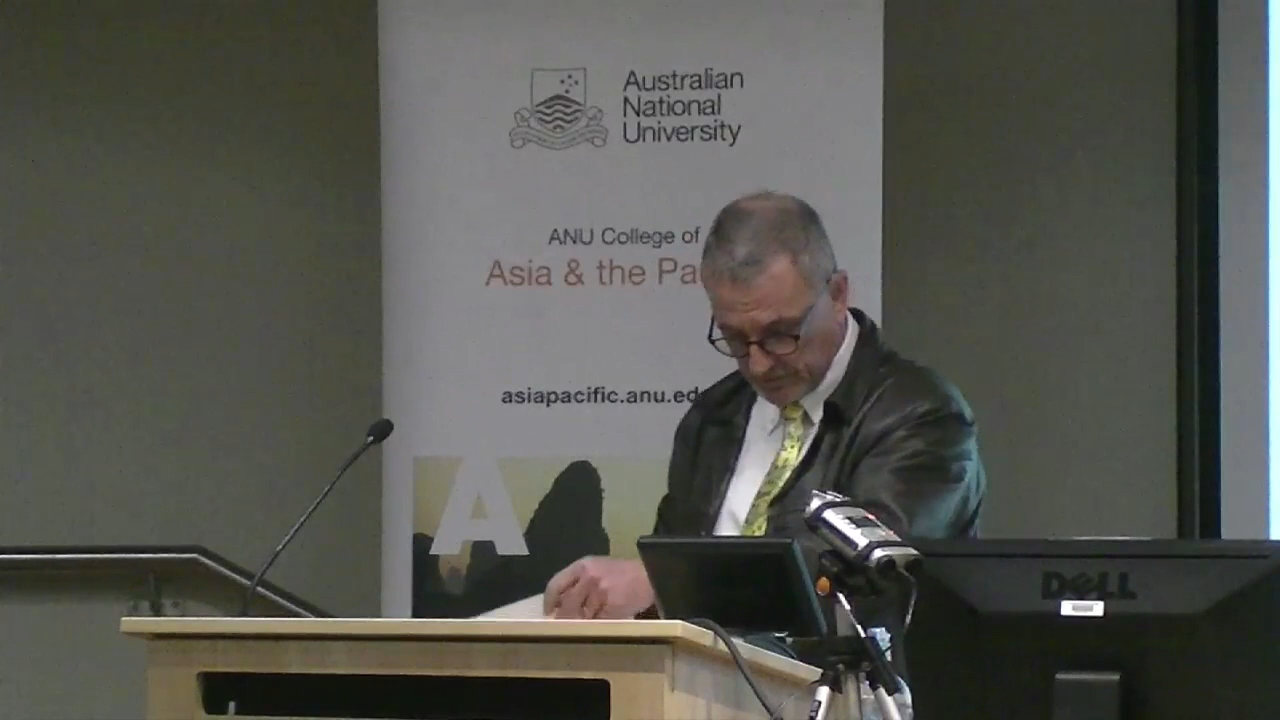 Australian
National
University
ANU College of
Asia & the Pa
asiapacific.anu.ed
A
DELL